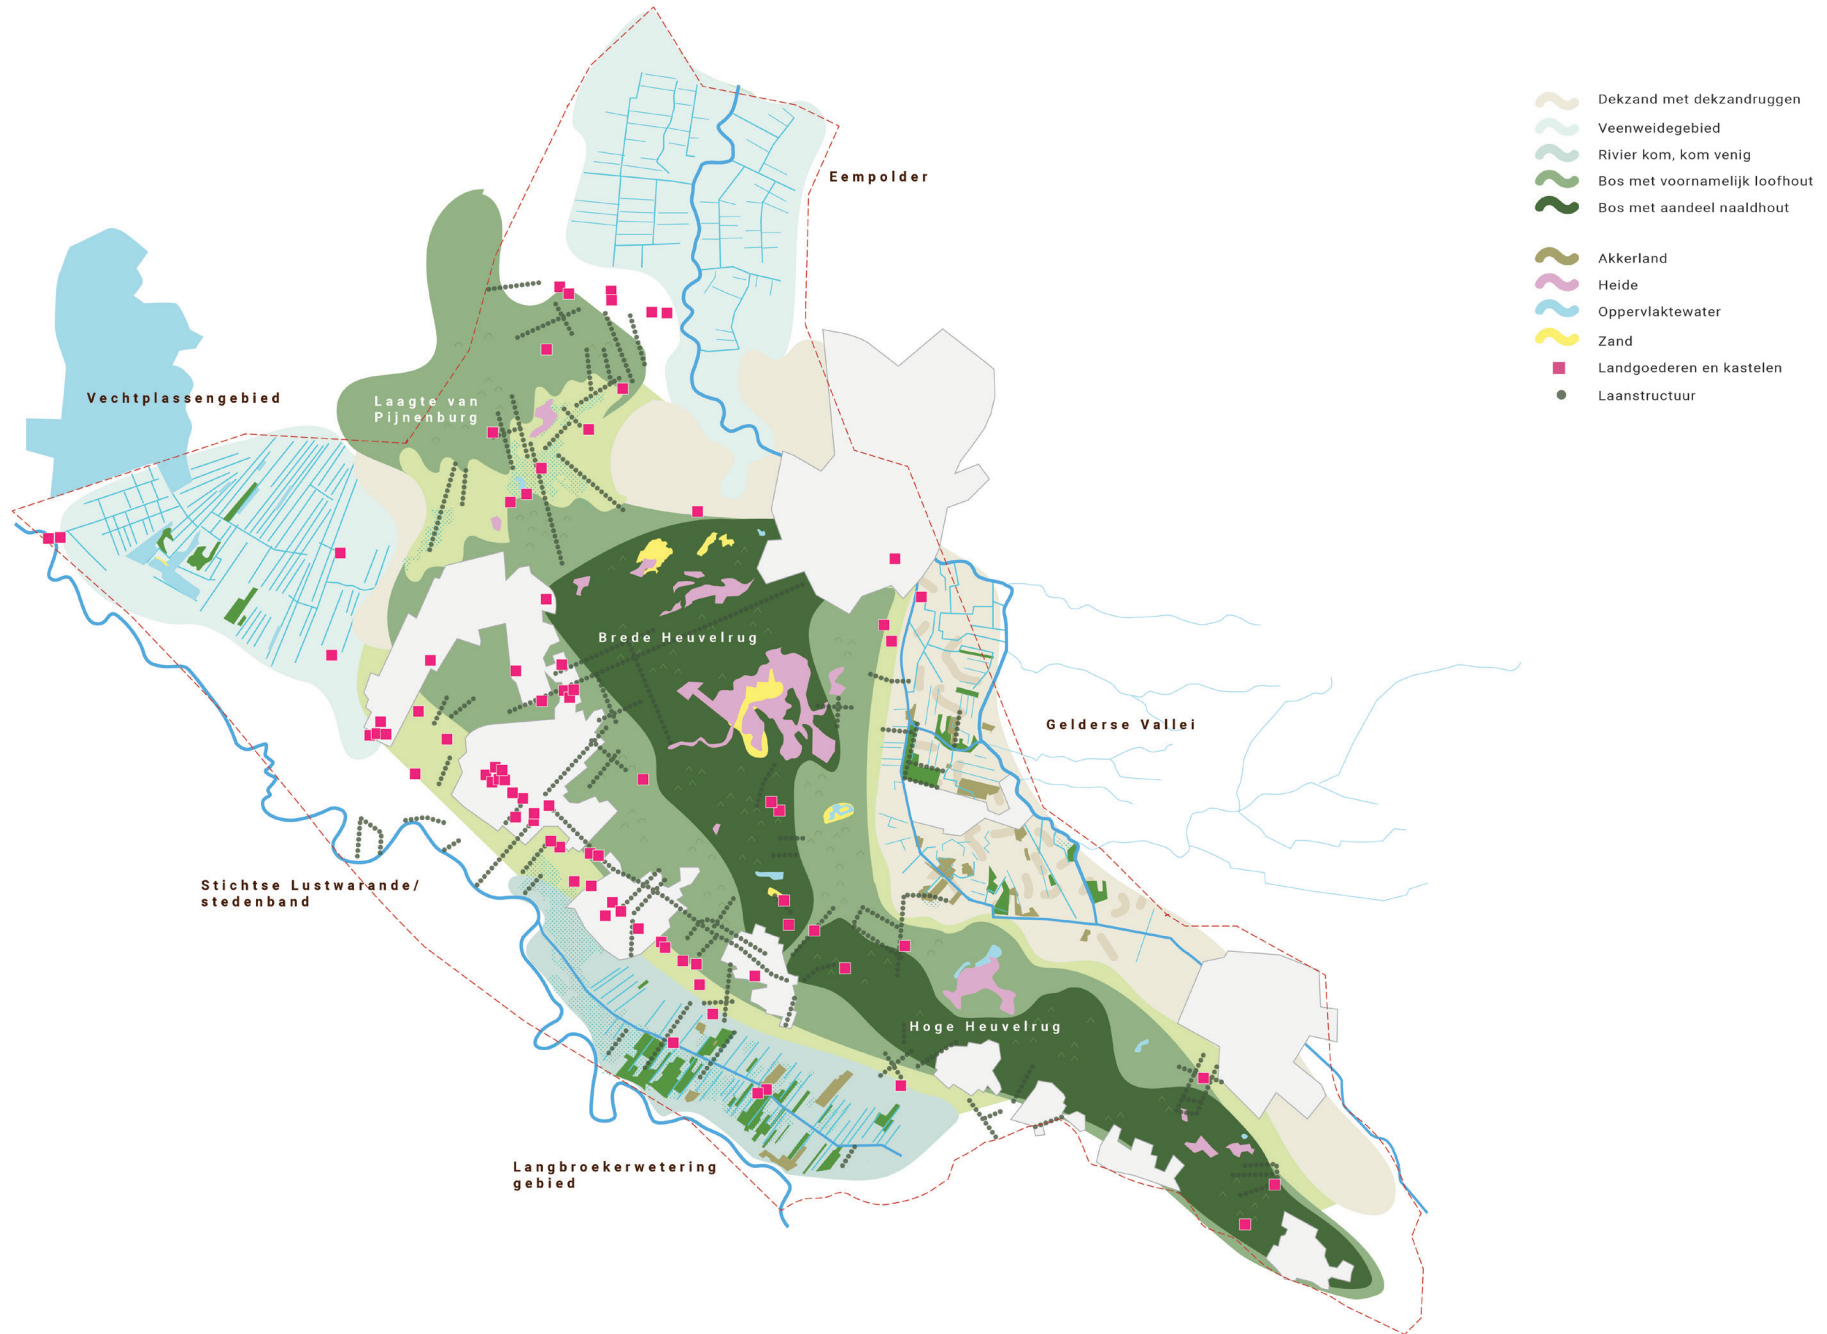 Dekzand met dekzandruggen
Veenweidegebied
Rivier kom, kom venig
Bos met voornamelijk loofhout
Bos met aandeel naaldhout
Akkerland
Heide
Oppervlaktewater
Zand
Landgoederen en kastelen
Laanstructuur
Eempolder
Vechtplassengebied
Laagte van
Pijnenburg
Brede Heuvelrug
Gelderse Vallei
Stichtse Lustwarande/
stedenband
Hoge Heuvelrug
Langbroekerwetering
gebied